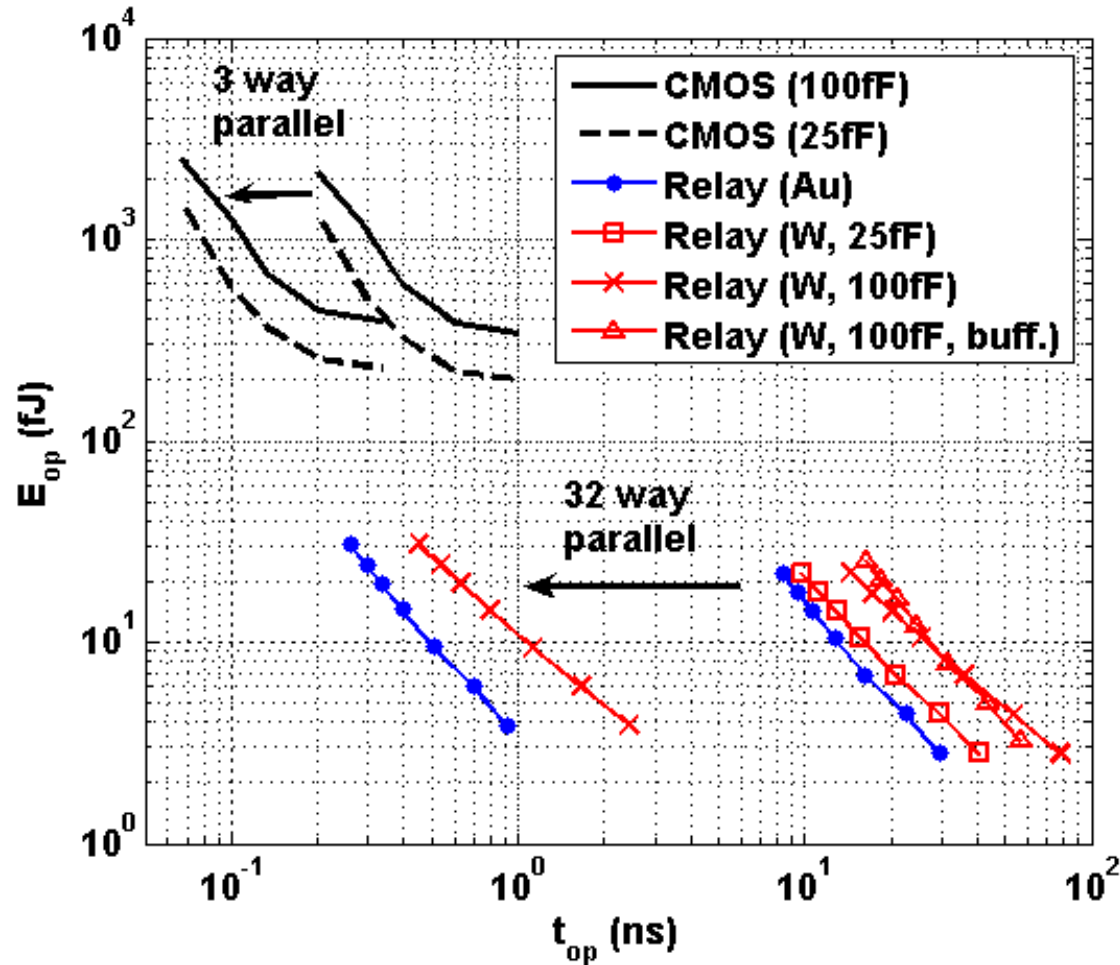 10^4
3 way
parallel
CMOS (100fF)
CMOS (25fF)
Relay (Au)
Relay (W, 25fF)
Relay (W, 100fF)
Relay (W, 100fF, buff.)
10^3
E_op (fJ)
10^2
32 way
parallel
10^1
10^0
10^-1
10^0
10^1
10^2
t_op (ns)